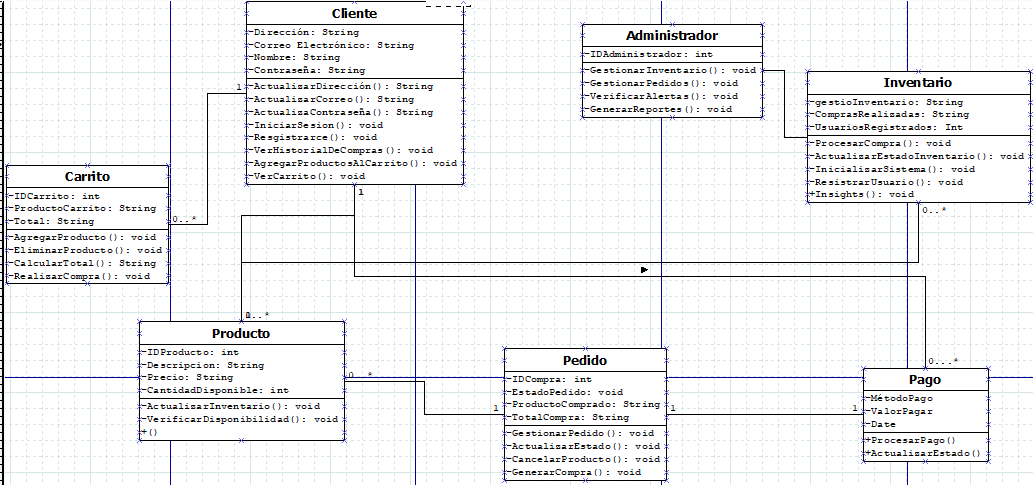 Cliente
-Dirección: String
-Correo Electrónico: String
-Nombre: String
-Contraseña: String
-ActualizarDirección(): String
-ActualizarCorreo(): String
-ActualizaContraseña(): String
-IniciarSesion(): void
-Resgistrarce(): void
-VerHistorialDeCompras(): void
-AgregarProductosAlCarrito(): void
-VerCarrito(): void
1
1
Administrador
-IDAdministrador: int
-GestionarInventario(): void
-GestionarPedidos(): void
-VerificarAlertas(): void
-GenerarReportes(): void
Inventario
-gestioInventario: String
-ComprasRealizadas: String
-UsuariosRegistrados: Int
-ProcesarCompra(): void
-ActualizarEstadoInventario(): void
-InicializarSistema(): void
-RegistrarUsuario(): void
+Insights(): void
0..*
Carrito
-IDCarrito: int
-ProductoCarrito: String
-Total: String
-AgregarProducto(): void
-EliminarProducto(): void
-CalcularTotal(): String
-RealizarCompra(): void
0..*
Producto
-IDProducto: int
-Descripcion: String
-Precio: String
-CantidadDisponible: int
-ActualizarInventario(): void
-VerificarDisponibilidad(): void
+()
0..*
Pedido
-IDCompra: int
-EstadoPedido: void
-ProductoComprado: String
-TotalCompra: String
-GestionarPedido(): void
-ActualizarEstado(): void
-CancelarProducto(): void
-GenerarCompra(): void
1
1
1
0...*
Pago
-MétodoPago
-ValorPagar
-Date
+ProcesarPago()
+ActualizarEstado()